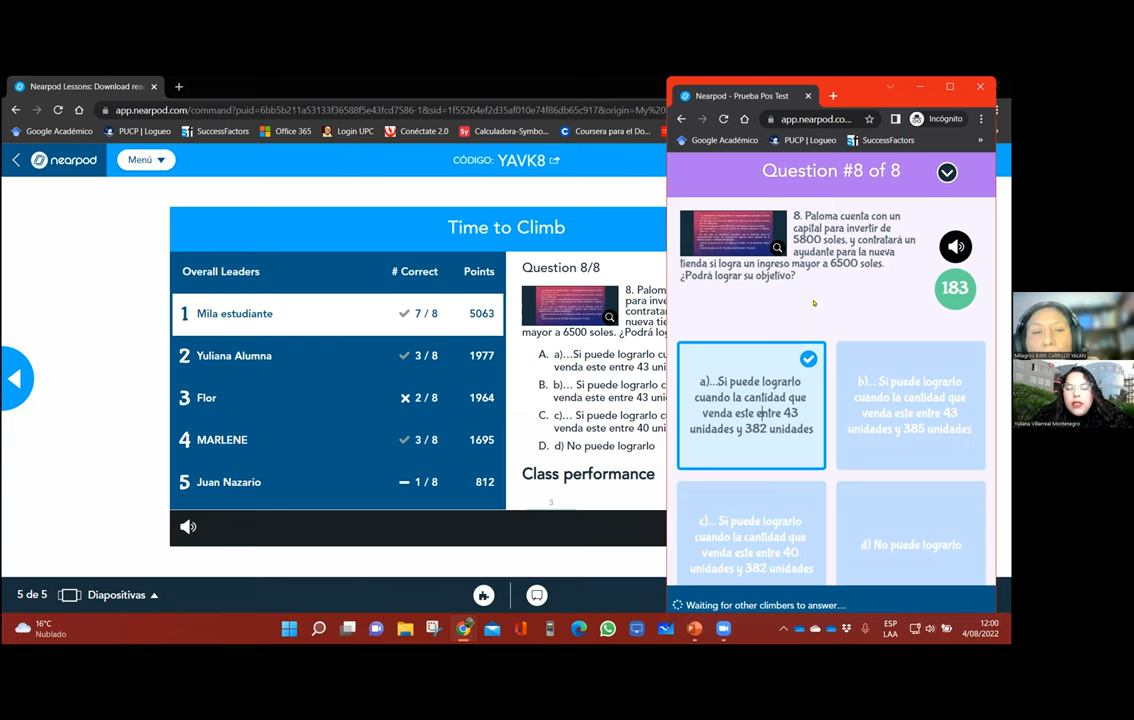 Nearpod Lessons: Download rea
app.nearpod.com/command?puid=6bb5b211a53133f36588f5e43fcd7586-1&sid=1f55264ef2d35af010e74f86db65c917&origin=My%20
Google Académico PUCP | Logueo SuccessFactors Office 365 Login UPC Conéctate 2.0 Calculadora-Symbo... Coursera para el Do...
nearpod Menú CÓDIGO: YAVK8
Time to Climb
Overall Leaders # Correct Points
1 Mila estudiante 7 / 8 5063
2 Yuliana Alumna 3 / 8 1977
3 Flor 2 / 8 1964
4 MARLENE 3 / 8 1695
5 Juan Nazario 1 / 8 812
Question 8/8
8. Palom
para inve
contratar
nueva tie
mayor a 6500 soles. ¿Podrá lo
A. a)...Si puede lograrlo cu
venda este entre 43 uni
B. b)... Si puede lograrlo c
venda este entre 43 uni
C. c)... Si puede lograrlo c
venda este entre 40 uni
D. d) No puede lograrlo
Class performance
3
5 de 5 Diapositivas
Nearpod - Prueba Pos Test
app.nearpod.co... Incógnito
Google Académico PUCP | Logueo SuccessFactors »
Question #8 of 8
8. Paloma cuenta con un
capital para invertir de
5800 soles, y contratará un
ayudante para la nueva
tienda si logra un ingreso mayor a 6500 soles.
¿Podrá lograr su objetivo?
183
a)...Si puede lograrlo
cuando la cantidad que
venda este entre 43
unidades y 382 unidades
b)... Si puede lograrlo
cuando la cantidad que
venda este entre 43
unidades y 385 unidades
c)... Si puede lograrlo
cuando la cantidad que
venda este entre 40
unidades y 382 unidades
d) No puede lograrlo
Waiting for other climbers to answer...
Milagros Edith CARRILLO YALAN
Yuliana Villarreal Montenegro
16°C
Nublado
ESP
LAA
12:00
4/08/2022